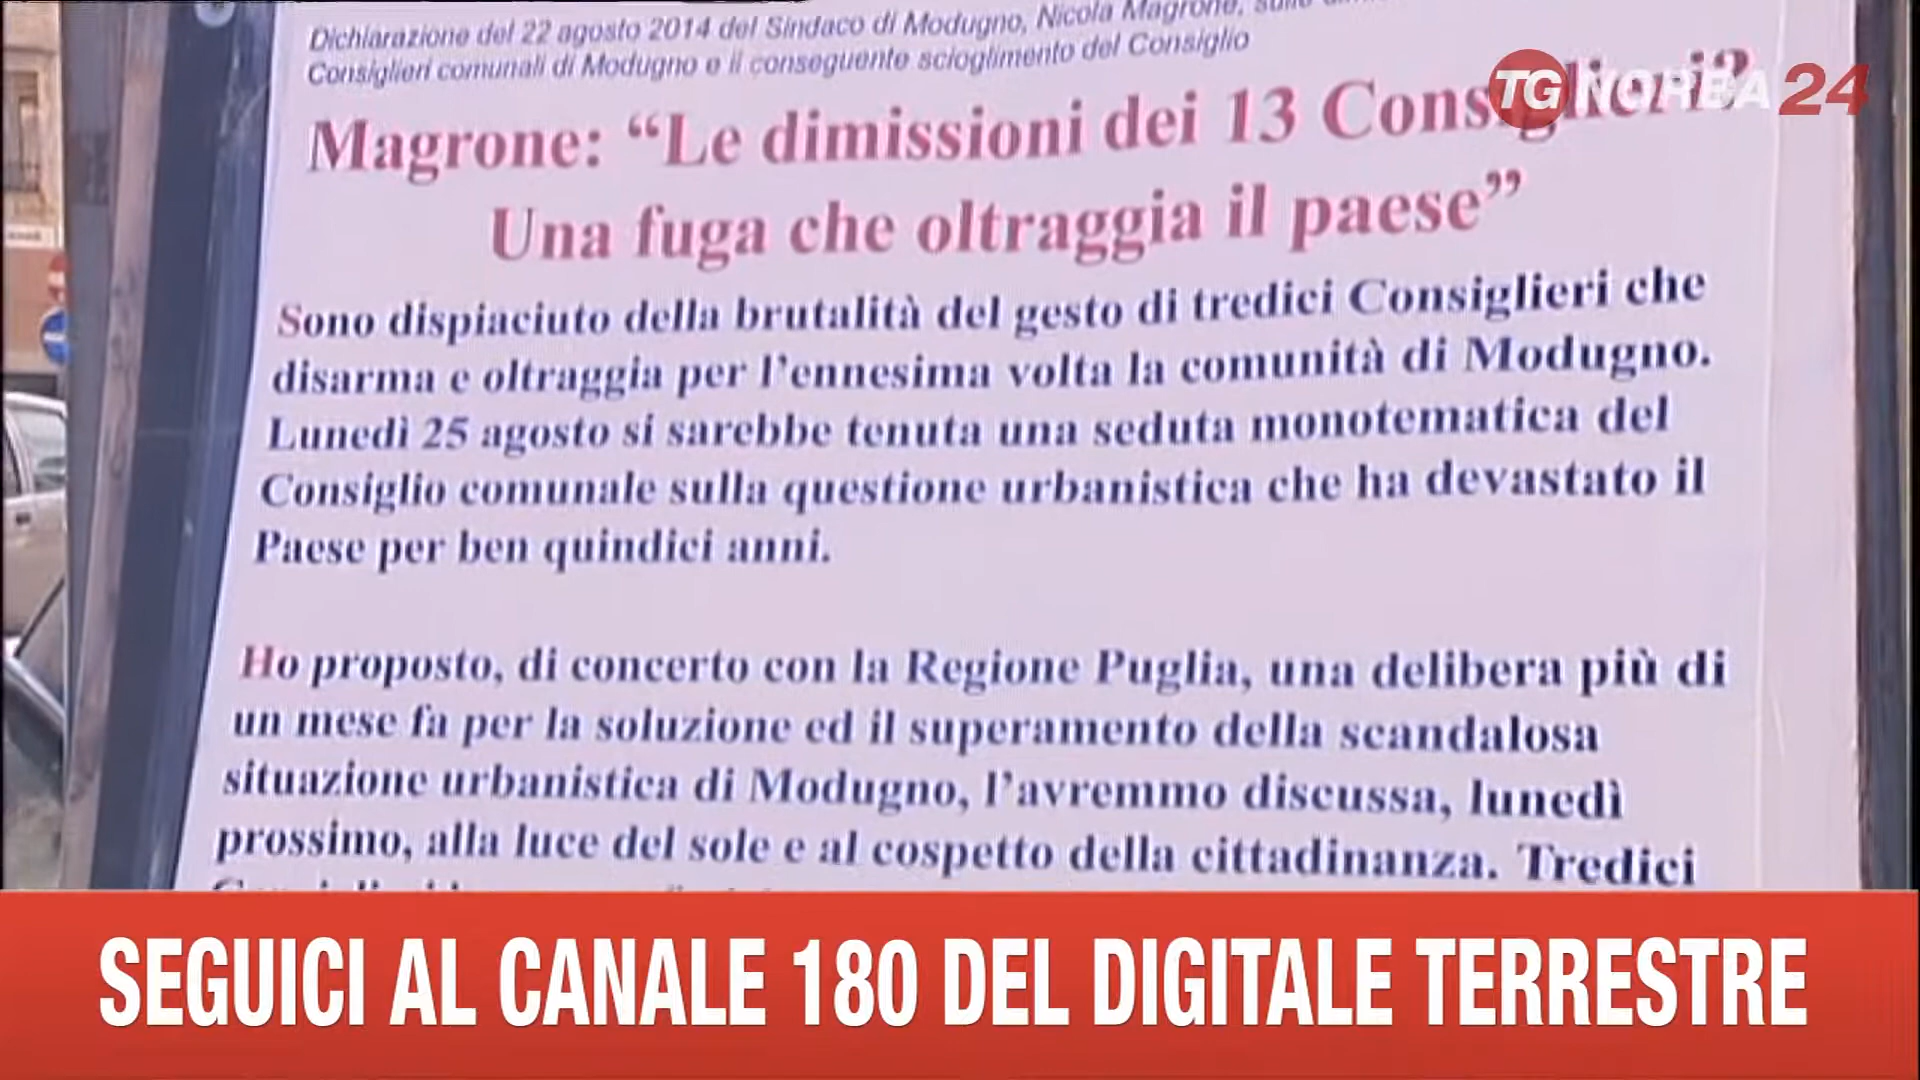 Dichiarazione del 22 agosto 2014 del Sindaco di Modugno, Nicola Magrone,
Consiglieri comunali di Modugno e il conseguente scioglimento del Consiglio
TG NORBA 24
Magrone: “Le dimissioni dei 13 Consiglieri?
Una fuga che oltraggia il paese”
Sono dispiaciuto della brutalità del gesto di tredici Consiglieri che
disarma e oltraggia per l’ennesima volta la comunità di Modugno.
Lunedì 25 agosto si sarebbe tenuta una seduta monotematica del
Consiglio comunale sulla questione urbanistica che ha devastato il
Paese per ben quindici anni.
Ho proposto, di concerto con la Regione Puglia, una delibera più di
un mese fa per la soluzione ed il superamento della scandalosa
situazione urbanistica di Modugno, l’avremmo discussa, lunedì
prossimo, alla luce del sole e al cospetto della cittadinanza. Tredici
SEGUICI AL CANALE 180 DEL DIGITALE TERRESTRE